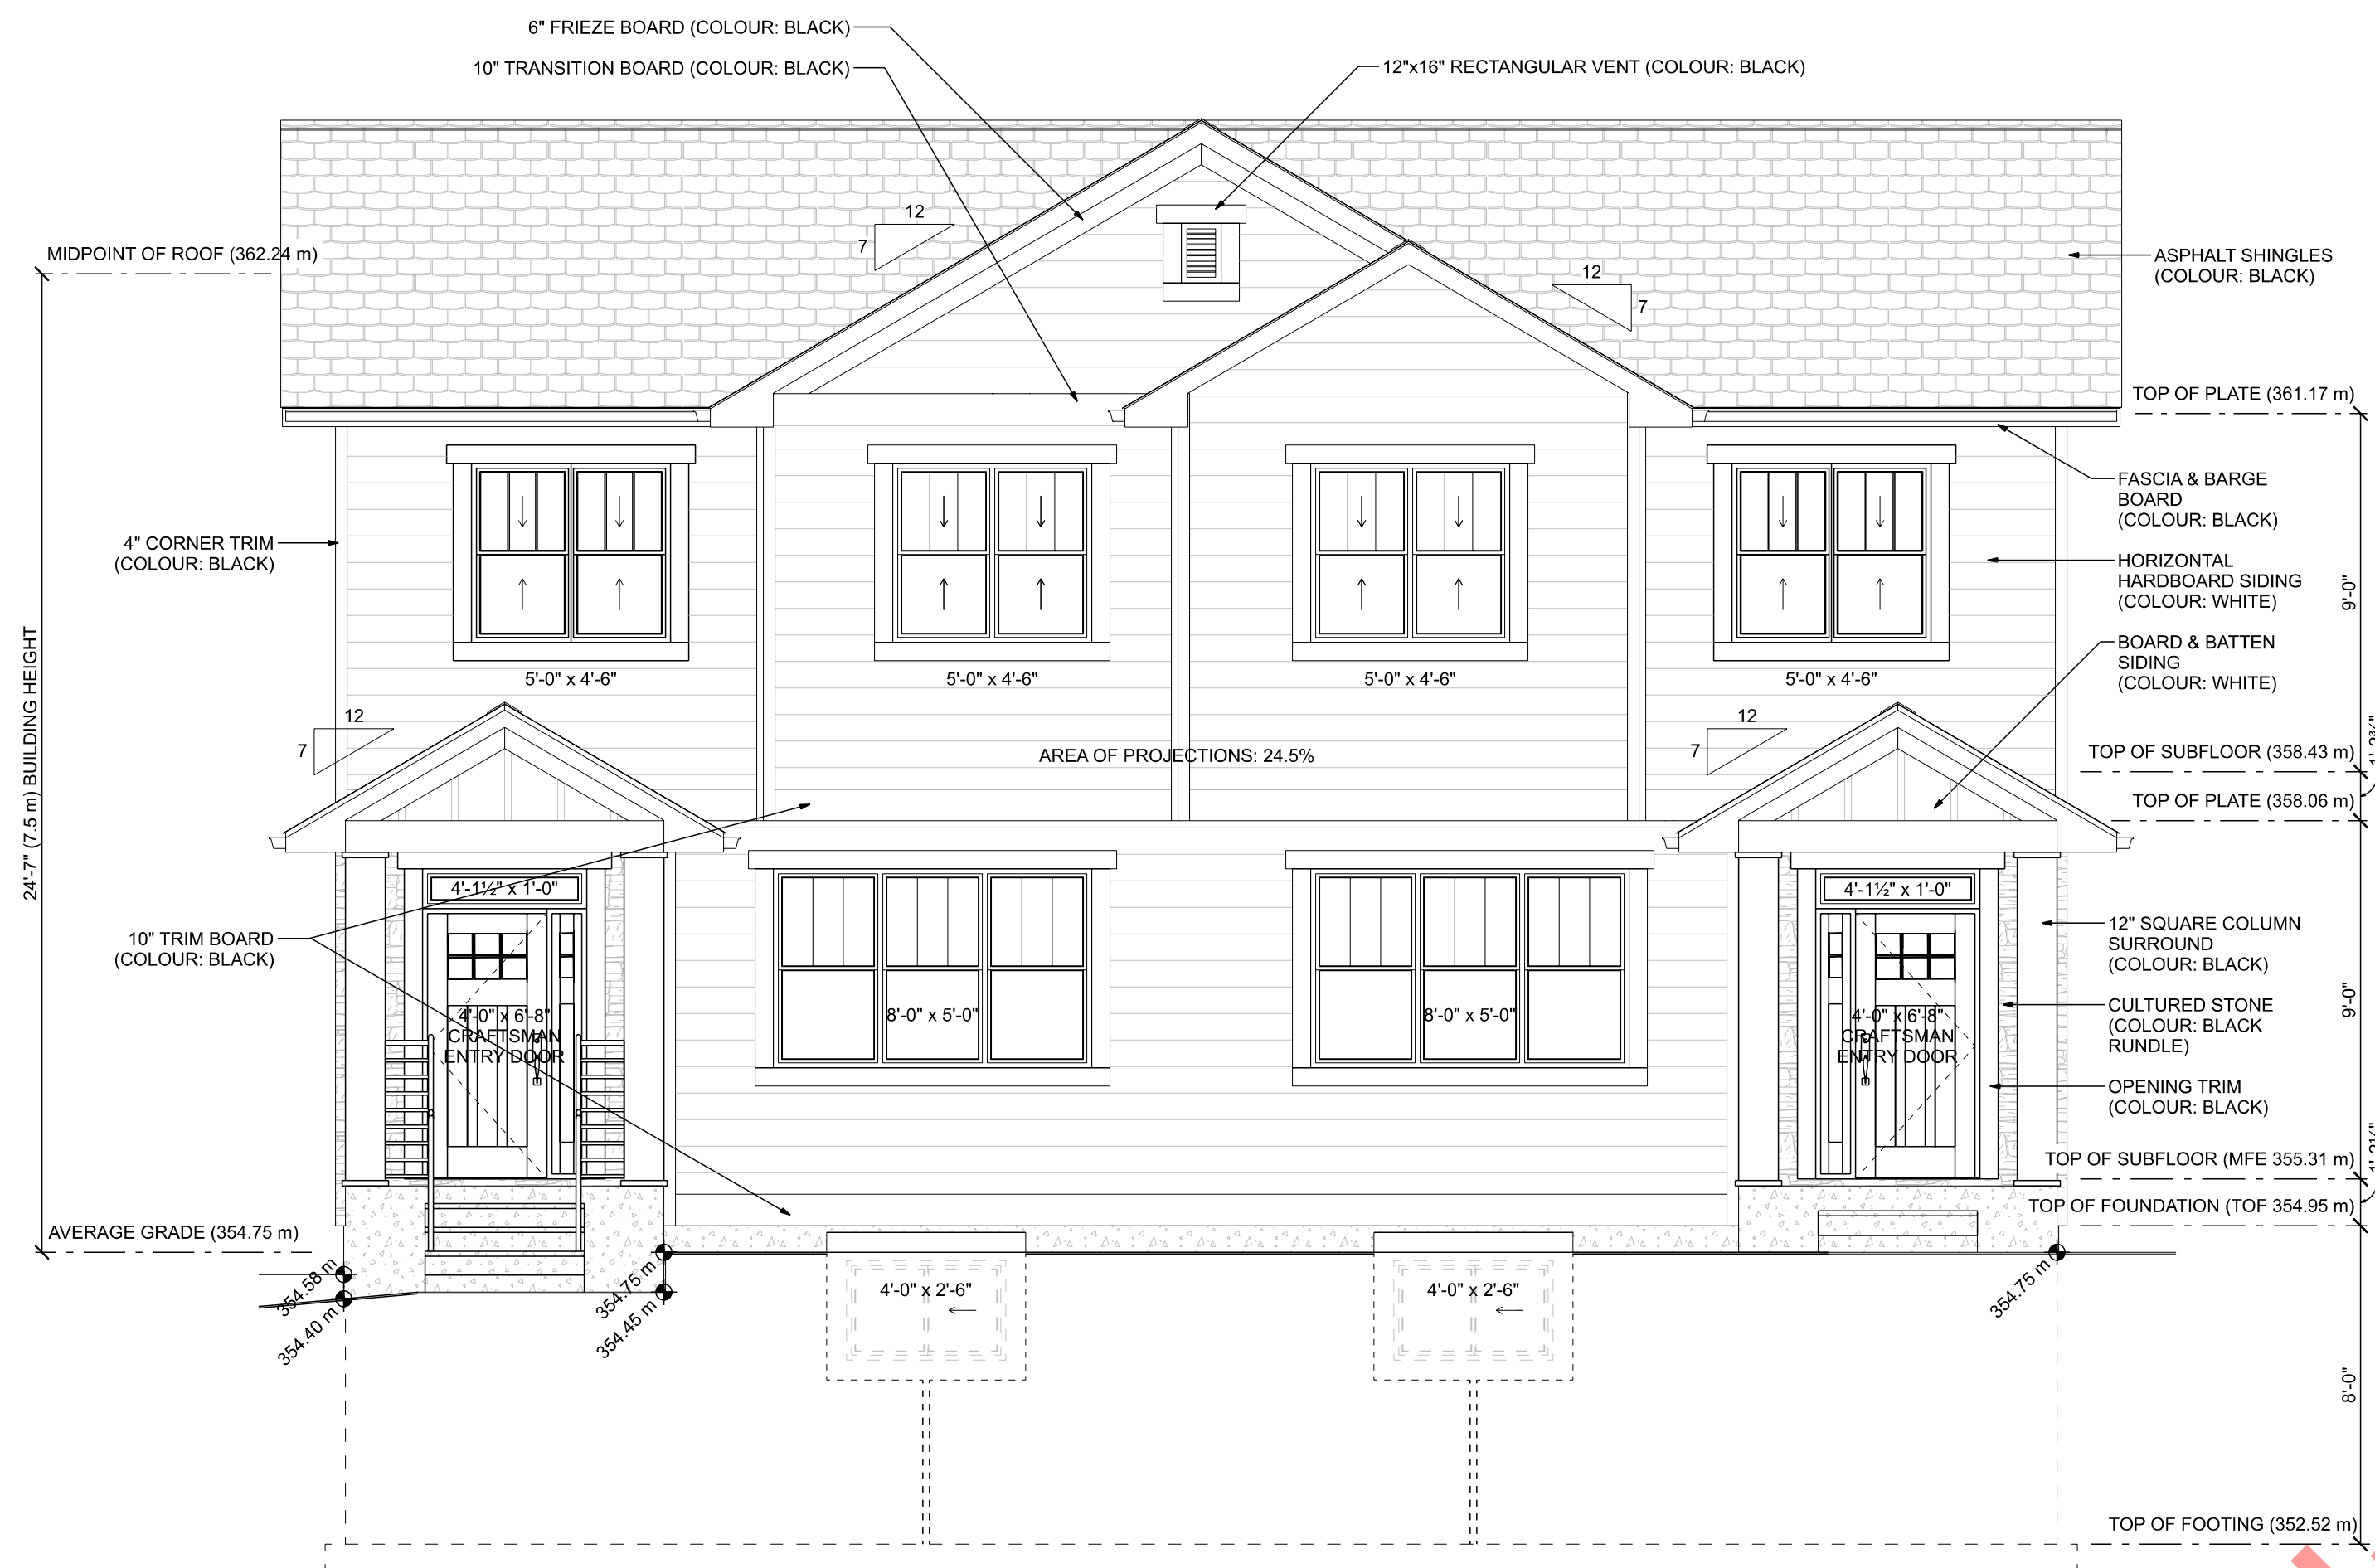 6" FRIEZE BOARD (COLOUR: BLACK)
10" TRANSITION BOARD (COLOUR: BLACK)
12"x16" RECTANGULAR VENT (COLOUR: BLACK)
12
7
MIDPOINT OF ROOF (362.24 m)
12
7
ASPHALT SHINGLES
(COLOUR: BLACK)
TOP OF PLATE (361.17 m)
FASCIA & BARGE
BOARD
(COLOUR: BLACK)
4" CORNER TRIM
(COLOUR: BLACK)
HORIZONTAL
HARDBOARD SIDING
(COLOUR: WHITE)
9'-0"
BOARD & BATTEN
SIDING
(COLOUR: WHITE)
5'-0" x 4'-6"
5'-0" x 4'-6"
5'-0" x 4'-6"
5'-0" x 4'-6"
12
7
12
7
AREA OF PROJECTIONS: 24.5%
TOP OF SUBFLOOR (358.43 m)
TOP OF PLATE (358.06 m)
24'-7" (7.5 m) BUILDING HEIGHT
4'-1½" x 1'-0"
4'-1½" x 1'-0"
10" TRIM BOARD
(COLOUR: BLACK)
12" SQUARE COLUMN
SURROUND
(COLOUR: BLACK)
4'-0" x 6'-8"
CRAFTSMAN
ENTRY DOOR
8'-0" x 5'-0"
8'-0" x 5'-0"
4'-0" x 6'-8"
CRAFTSMAN
ENTRY DOOR
CULTURED STONE
(COLOUR: BLACK
RUNDLE)
9'-0"
OPENING TRIM
(COLOUR: BLACK)
TOP OF SUBFLOOR (MFE 355.31 m)
TOP OF FOUNDATION (TOF 354.95 m)
AVERAGE GRADE (354.75 m)
354.58 m
354.40 m
354.75 m
354.45 m
4'-0" x 2'-6"
4'-0" x 2'-6"
354.75 m
8'-0"
TOP OF FOOTING (352.52 m)